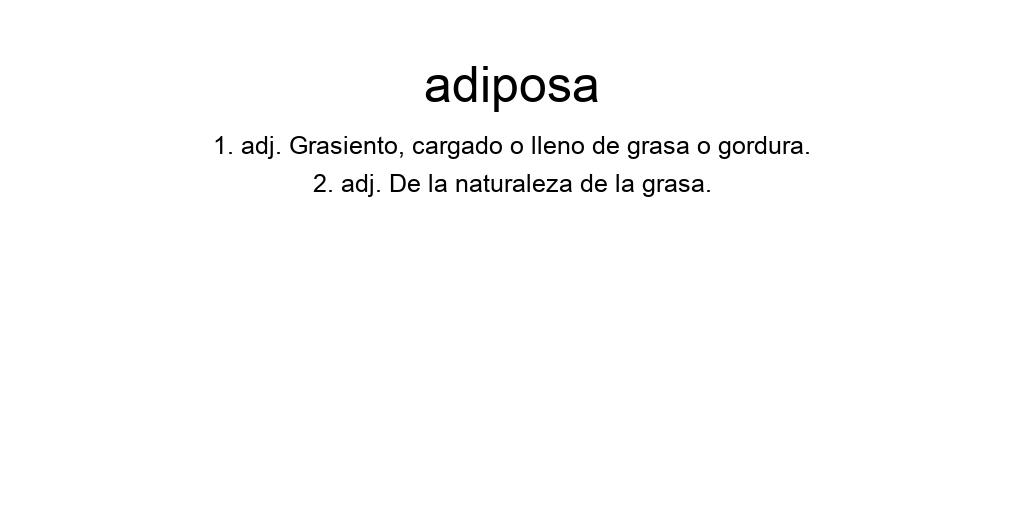 adiposa
1. adj. Grasiento, cargado o lleno de grasa o gordura.
2. adj. De la naturaleza de la grasa.